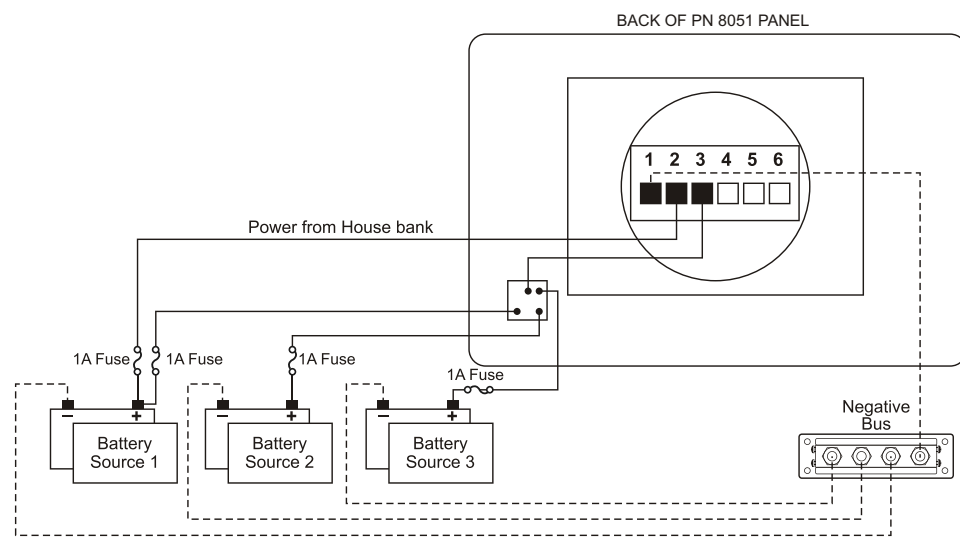 BACK OF PN 8051 PANEL
1 2 3 4 5 6
Power from House bank
1A Fuse
1A Fuse
1A Fuse
1A Fuse
− +
− +
− +
Battery
Source 1
Battery
Source 2
Battery
Source 3
Negative
Bus